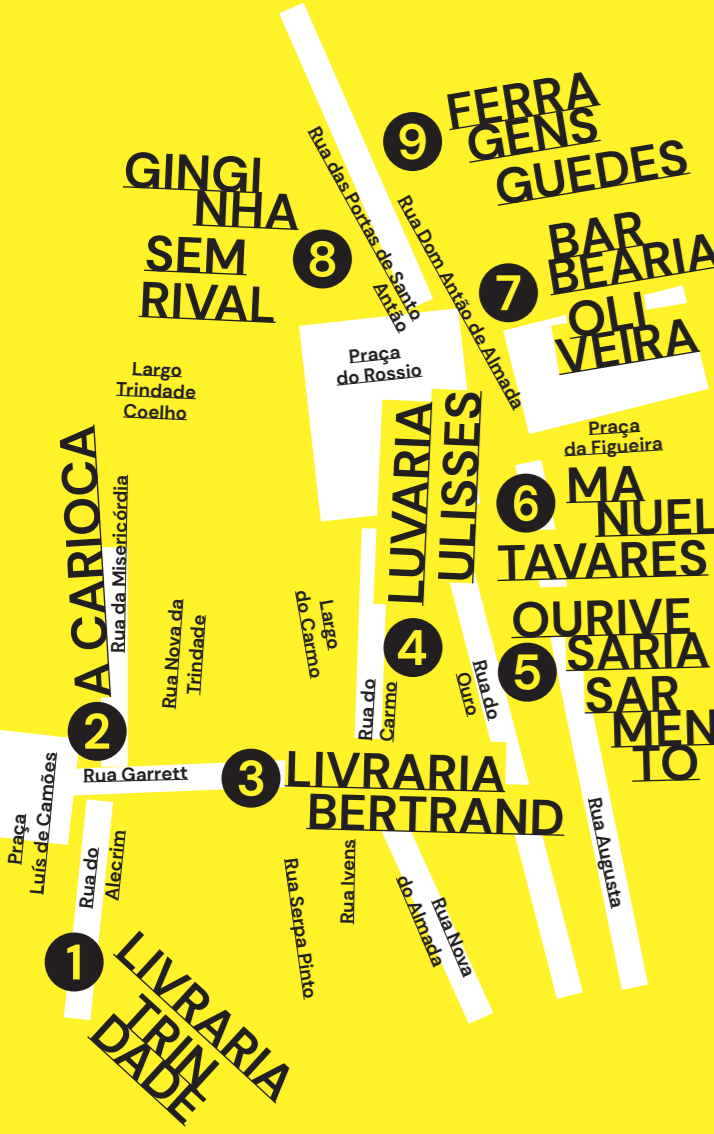 9
FERRA
GENS
GUEDES
Rua das Portas de Santo
Antão
GINGI
NHA
SEM
RIVAL
8
Rua Dom Antão de Almada
7
BAR
BEARIA
OLI
VEIRA
Praça
do Rossio
Largo
Trindade
Coelho
Praça
da Figueira
A CARIOCA
Rua da Misericórdia
LUVARIA
ULISSES
6
MA
NUEL
TAVARES
Rua Nova da
Trindade
Largo
do Carmo
4
OURIVE
SARIA
SAR
MEN
TO
5
Rua do
Ouro
Rua do
Carmo
2
Rua Garrett
3
LIVRARIA
BERTRAND
Praça
Luís de Camões
Rua do
Alecrim
Rua Serpa Pinto
Rua Ivens
Rua Nova
do Almada
Rua Augusta
1
LIVRARIA
TRIN
DADE